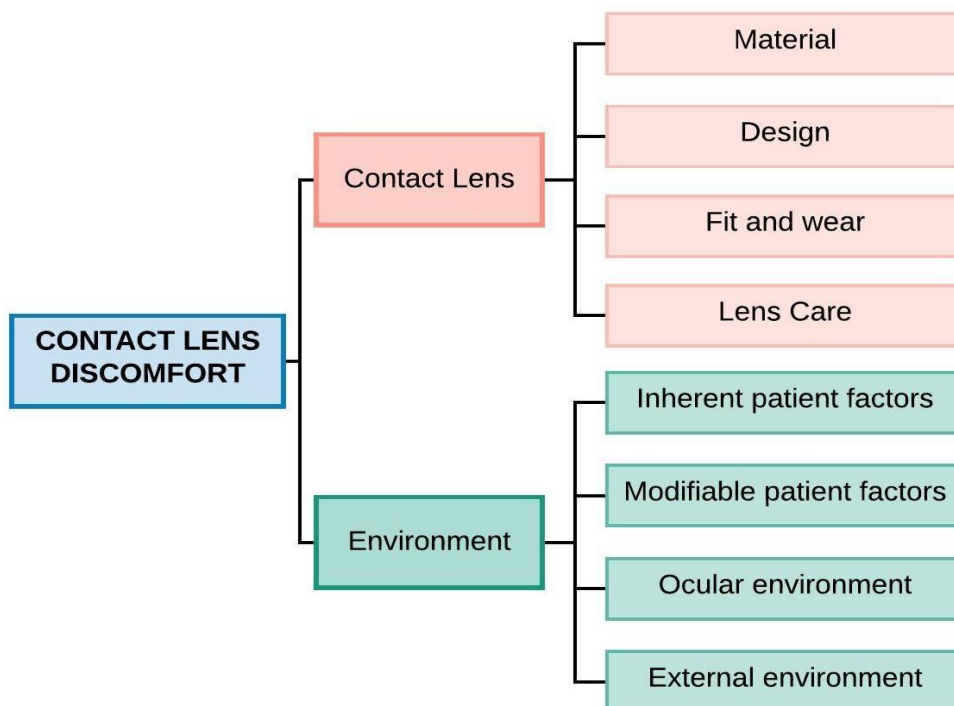 CONTACT LENS
DISCOMFORT
Contact Lens
Material
Design
Fit and wear
Lens Care
Environment
Inherent patient factors
Modifiable patient factors
Ocular environment
External environment